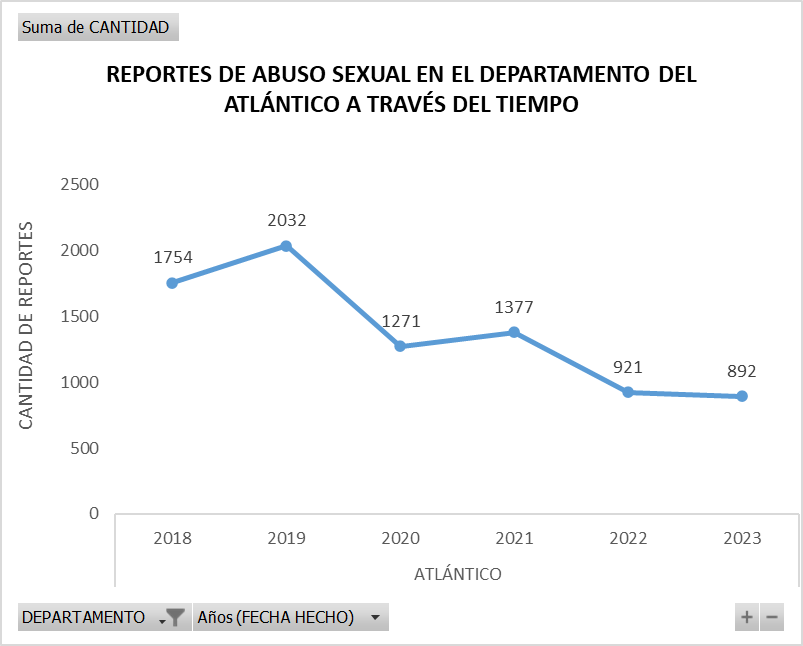 Suma de CANTIDAD
REPORTES DE ABUSO SEXUAL EN EL DEPARTAMENTO DEL
ATLÁNTICO A TRAVÉS DEL TIEMPO
CANTIDAD DE REPORTES
2500
2000
1500
1000
500
0
1754
2032
1271
1377
921
892
2018
2019
2020
2021
2022
2023
ATLÁNTICO
DEPARTAMENTO
Años (FECHA HECHO)
+
−